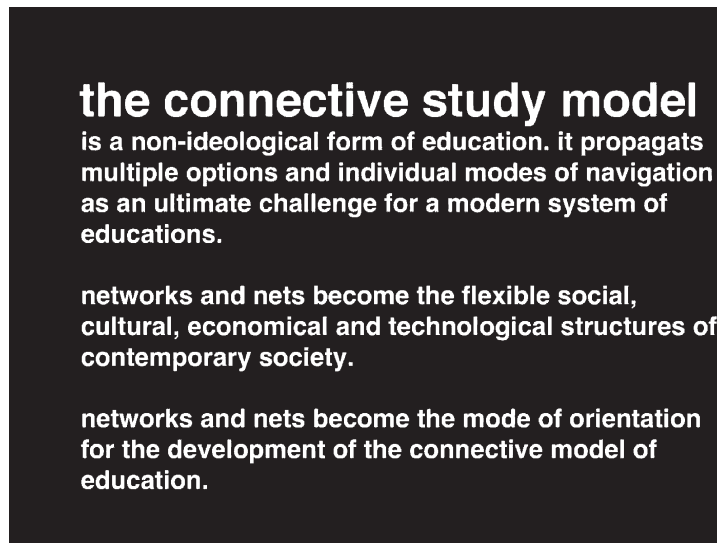 the connective study model
is a non-ideological form of education. it propagats
multiple options and individual modes of navigation
as an ultimate challenge for a modern system of
educations.
networks and nets become the flexible social,
cultural, economical and technological structures of
contemporary society.
networks and nets become the mode of orientation
for the development of the connective model of
education.